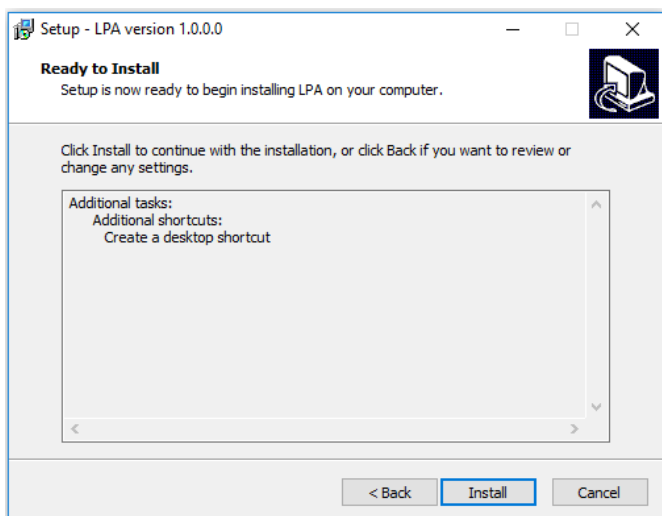 Setup - LPA version 1.0.0.0
Ready to Install
Setup is now ready to begin installing LPA on your computer.
Click Install to continue with the installation, or click Back if you want to review or
change any settings.
Additional tasks:
Additional shortcuts:
Create a desktop shortcut
< Back
Install
Cancel